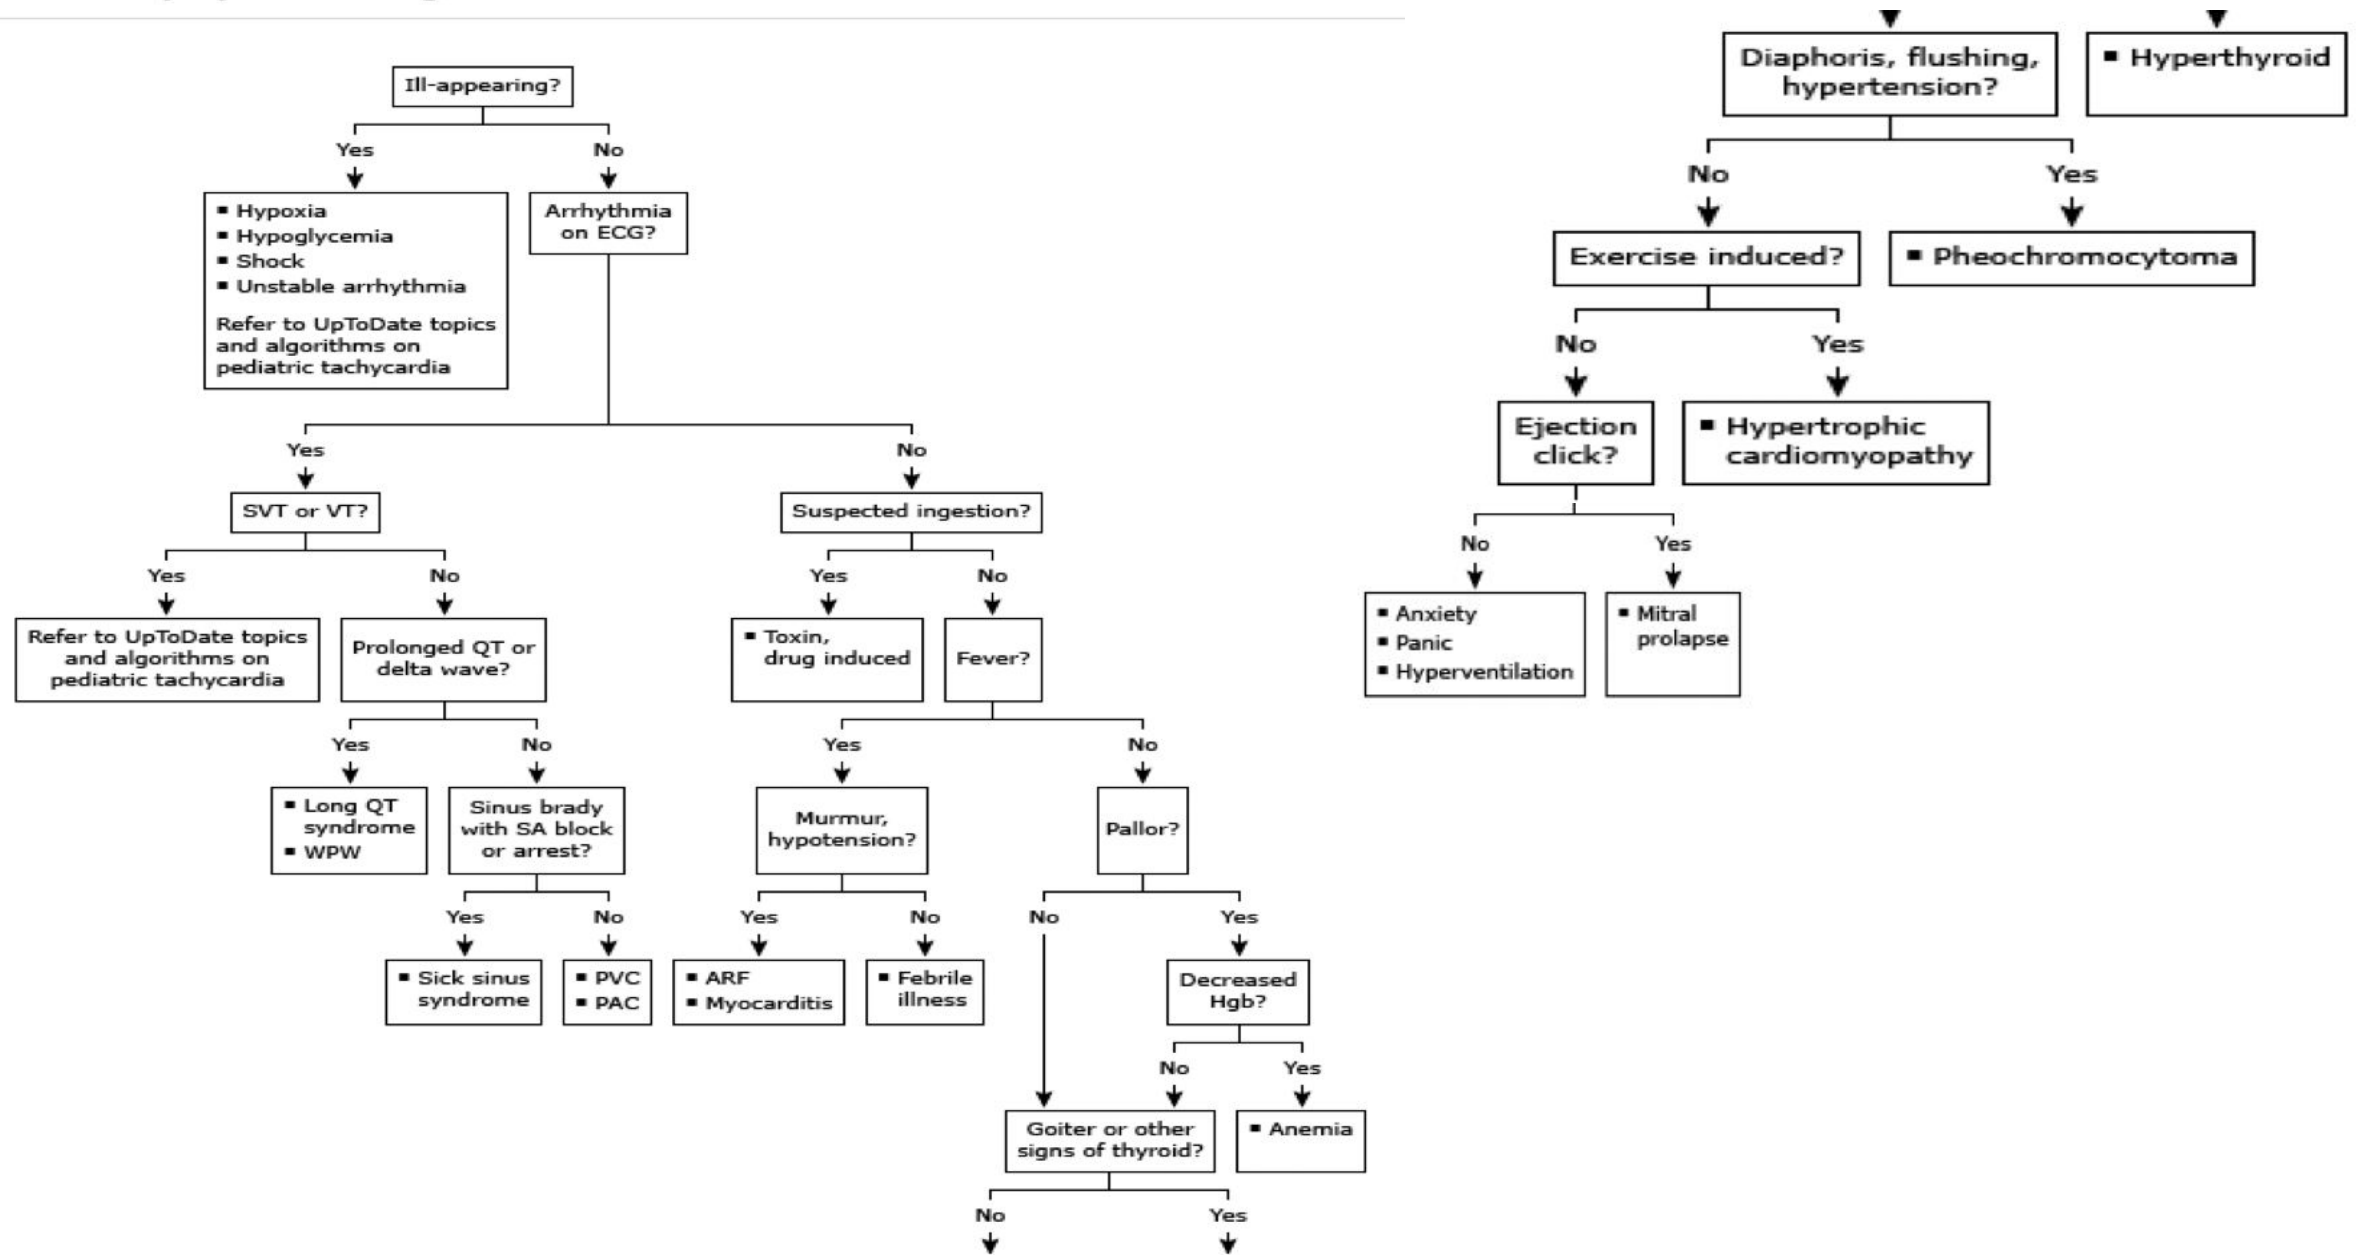 Ill-appearing?
Yes
No
▪ Hypoxia
▪ Hypoglycemia
▪ Shock
▪ Unstable arrhythmia
Refer to UpToDate topics
and algorithms on
pediatric tachycardia
Arrhythmia
on ECG?
Yes
No
SVT or VT?
Suspected ingestion?
Yes
No
Yes
No
Refer to UpToDate topics
and algorithms on
pediatric tachycardia
Prolonged QT or
delta wave?
▪ Toxin,
drug induced
Fever?
Yes
No
Yes
No
▪ Long QT
syndrome
▪ WPW
Sinus brady
with SA block
or arrest?
Murmur,
hypotension?
Pallor?
Yes
No
Yes
No
No
Yes
▪ Sick sinus
syndrome
▪ PVC
▪ PAC
▪ ARF
▪ Myocarditis
▪ Febrile
illness
Decreased
Hgb?
No
Yes
Goiter or other
signs of thyroid?
▪ Anemia
No
Yes
Diaphoris, flushing,
hypertension?
▪ Hyperthyroid
No
Yes
Exercise induced?
▪ Pheochromocytoma
No
Yes
Ejection
click?
▪ Hypertrophic
cardiomyopathy
No
Yes
▪ Anxiety
▪ Panic
▪ Hyperventilation
▪ Mitral
prolapse